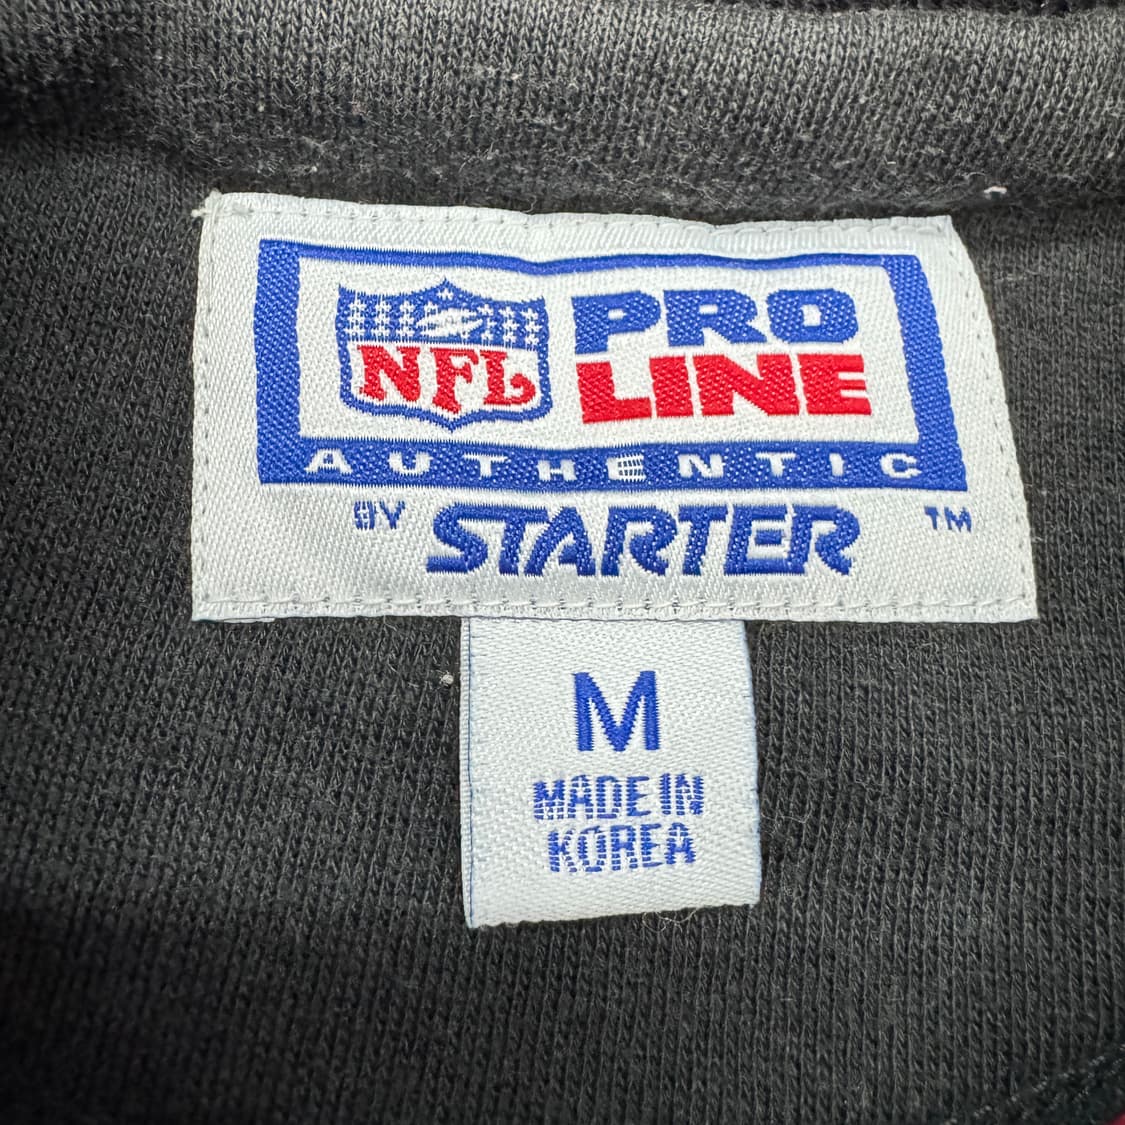 NFL
PRO
LINE
AUTHENTIC
BY STARTER TM
M
MADE IN
KOREA